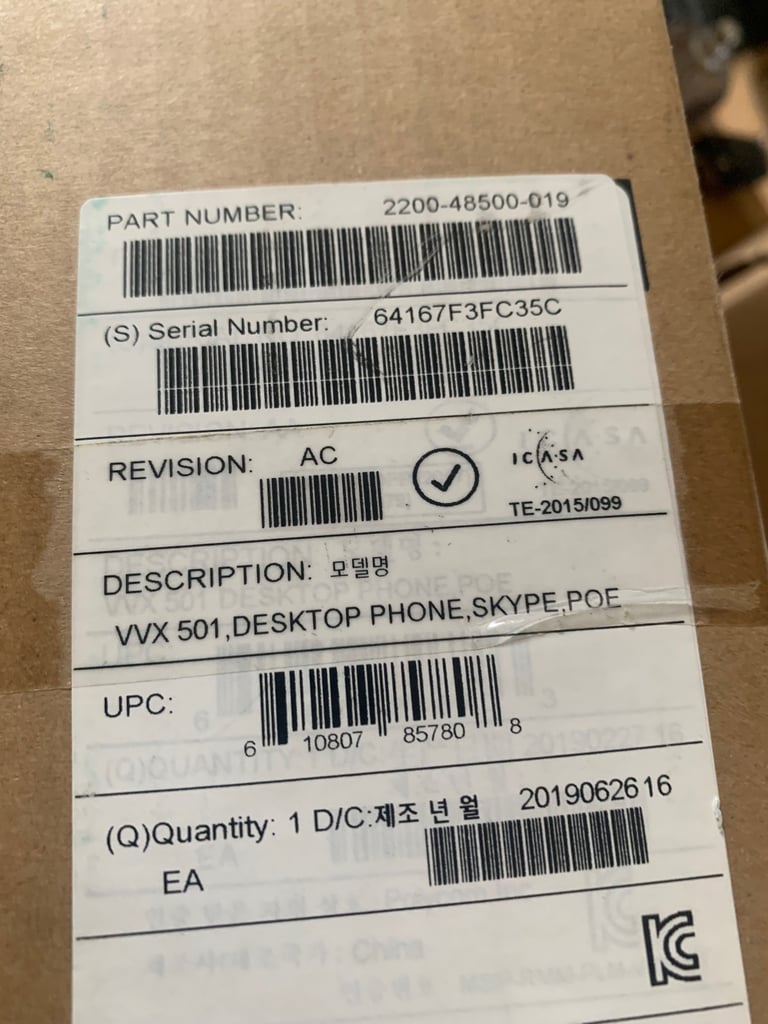 PART NUMBER: 2200-48500-019
(S) Serial Number: 64167F3FC35C
REVISION: AC
ICASA
TE-2015/099
DESCRIPTION: 모델명
VVX 501,DESKTOP PHONE,SKYPE,POE
UPC:
6 10807 85780 8
(Q)Quantity: 1 D/C:제조 년 월 2019062616
EA